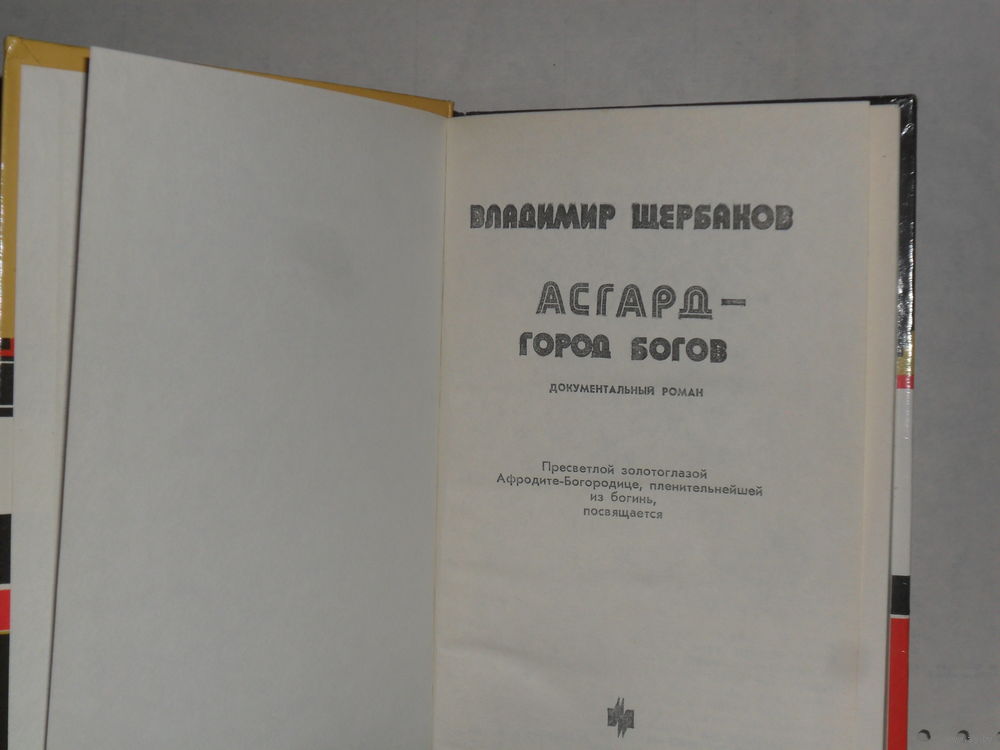 ВЛАДИМИР ЩЕРБАКОВ
АСГАРД—
ГОРОД БОГОВ
ДОКУМЕНТАЛЬНЫЙ РОМАН
Пресветлой золотоглазой
Афродите-Богородице, пленительнейшей
из богинь,
посвящается